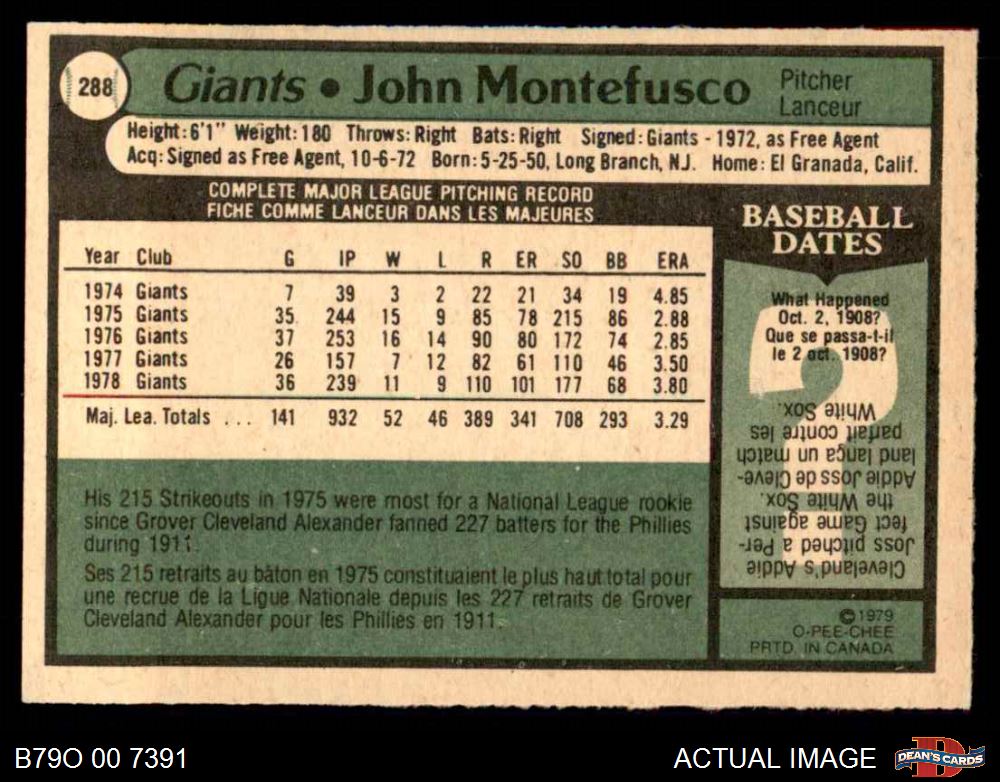 288
Giants • John Montefusco
Pitcher
Lanceur
Height: 6'1" Weight: 180 Throws: Right Bats: Right Signed: Giants - 1972, as Free Agent
Acq: Signed as Free Agent, 10-6-72 Born: 5-25-50, Long Branch, NJ. Home: El Granada, Calif.
COMPLETE MAJOR LEAGUE PITCHING RECORD
FICHE COMME LANCEUR DANS LES MAJEURES
Year Club G IP W L R ER SO BB ERA
1974 Giants 7 39 3 2 22 21 34 19 4.85
1975 Giants 35 244 15 9 85 78 215 86 2.88
1976 Giants 37 253 16 14 90 80 172 74 2.85
1977 Giants 26 157 7 12 82 61 110 46 3.50
1978 Giants 36 239 11 9 110 101 177 68 3.80
Maj. Lea. Totals ... 141 932 52 46 389 341 708 293 3.29
His 215 Strikeouts in 1975 were most for a National League rookie
since Grover Cleveland Alexander fanned 227 batters for the Phillies
during 1911.
Ses 215 retraits au bâton en 1975 constituaient le plus haut total pour
une recrue de la Ligue Nationale depuis les 227 retraits de Grover
Cleveland Alexander pour les Phillies en 1911.
BASEBALL
DATES
What Happened
Oct. 2, 1908?
Que se passa-t-il
le 2 oct. 1908?
Cleveland's Addie
Joss pitched a Per-
fect Game against
the White Sox.
Addie Joss de Cleve-
land lança un match
parfait contre les
White Sox.
©1979
O-PEE-CHEE
PRTD. IN CANADA
B79O 00 7391
ACTUAL IMAGE
D
DEAN'S CARDS